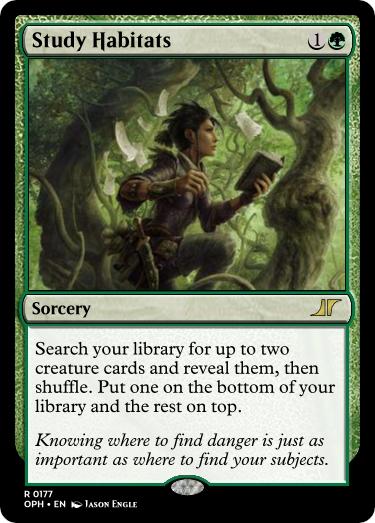 Study Habitats 1
Sorcery
Search your library for up to two
creature cards and reveal them, then
shuffle. Put one on the bottom of your
library and the rest on top.
Knowing where to find danger is just as
important as where to find your subjects.
R 0177
OPH • EN Jason Engle